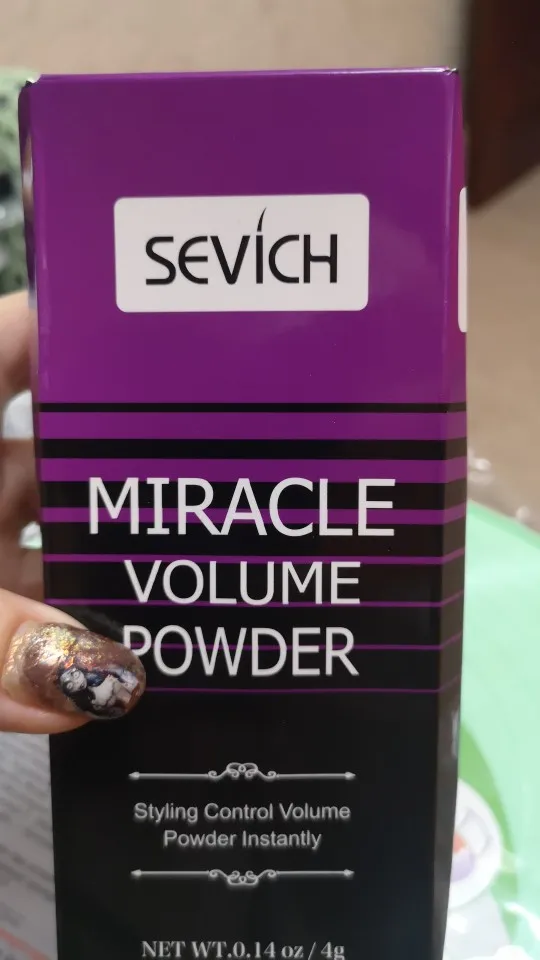 SEVICH
MIRACLE
VOLUME
POWDER
Styling Control Volume
Powder Instantly
NET WT.0.14 oz / 4g